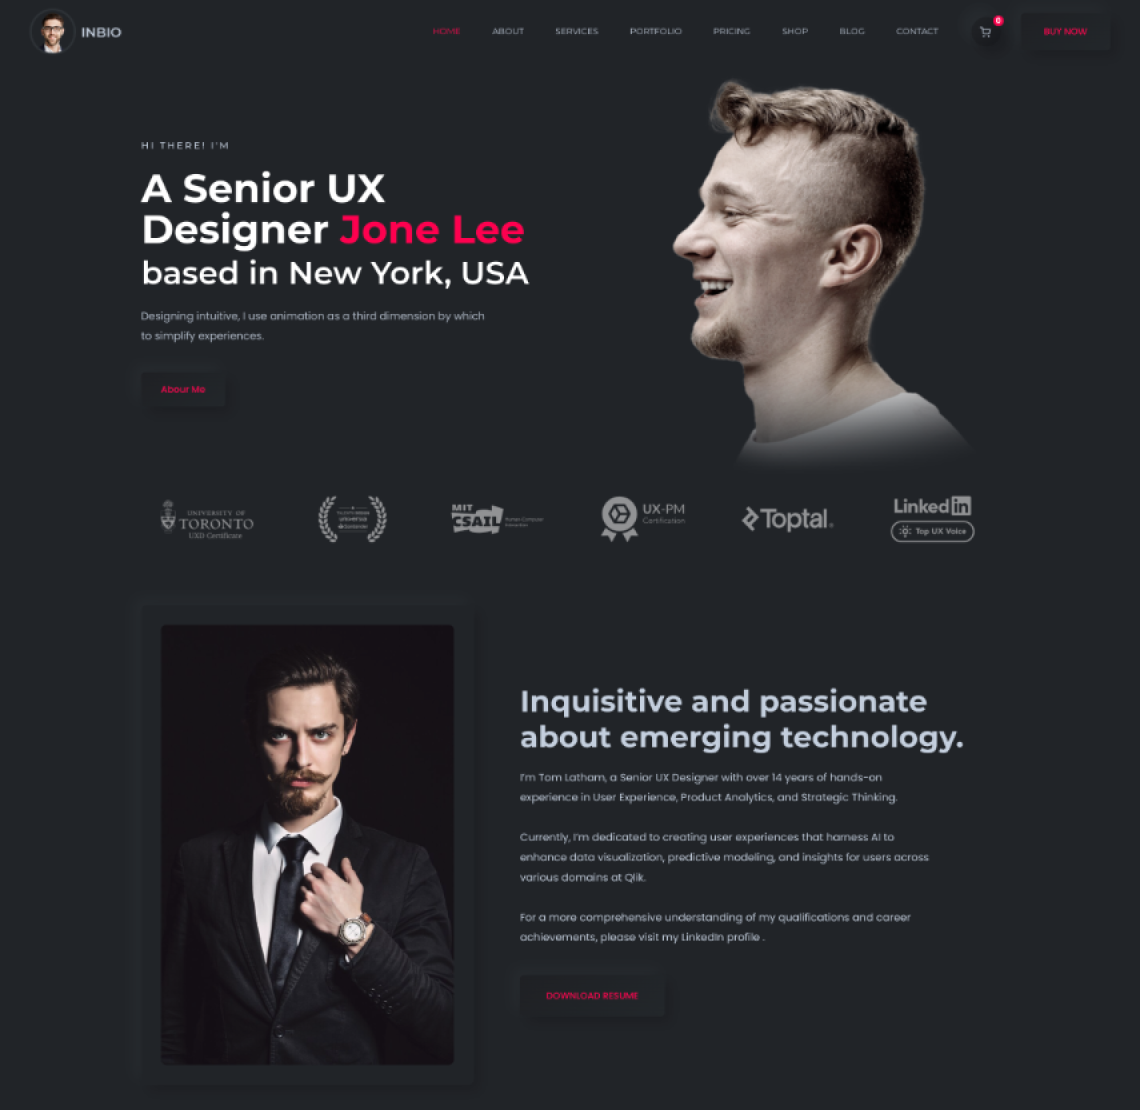 INBIO
HOME ABOUT SERVICES PORTFOLIO PRICING SHOP BLOG CONTACT 0 BUY NOW
HI THERE! I'M
A Senior UX
Designer Jone Lee
based in New York, USA
Designing intuitive, I use animation as a third dimension by which
to simplify experiences.
Abour Me
UNIVERSITY OF
TORONTO
UXD Certificate
MIT
CSAIL
Human Computer
UX-PM
Certification
Toptal
LinkedIn
Top UX Voice
Inquisitive and passionate
about emerging technology.
I'm Tom Latham, a Senior UX Designer with over 14 years of hands-on
experience in User Experience, Product Analytics, and Strategic Thinking.
Currently, I'm dedicated to creating user experiences that harness AI to
enhance data visualization, predictive modeling, and insights for users across
various domains at Qlik.
For a more comprehensive understanding of my qualifications and career
achievements, please visit my LinkedIn profile .
DOWNLOAD RESUME